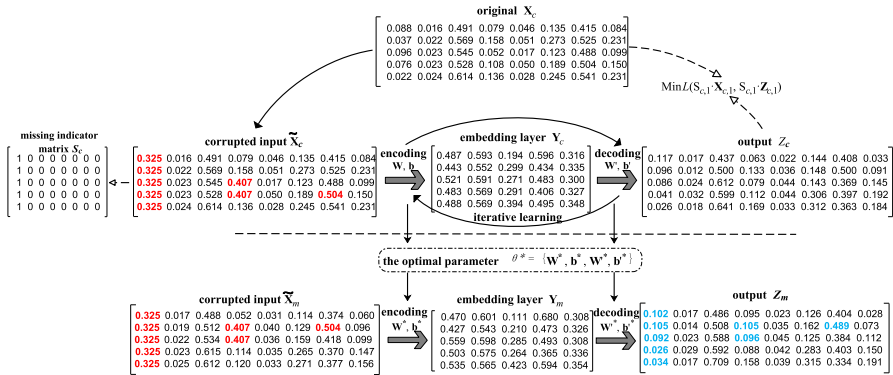 original X_c
0.088 0.016 0.491 0.079 0.046 0.135 0.415 0.084
0.037 0.022 0.569 0.158 0.051 0.273 0.525 0.231
0.096 0.023 0.545 0.052 0.017 0.123 0.488 0.099
0.076 0.023 0.528 0.108 0.050 0.189 0.504 0.150
0.022 0.024 0.614 0.136 0.028 0.245 0.541 0.231
MinL(S_{c,1}·X_{c,1}, S_{c,1}·Z_{c,1})
missing indicator
matrix S_c
1 0 0 0 0 0 0 0
1 0 0 0 0 0 0 0
1 0 0 0 0 0 0 0
1 0 0 0 0 0 0 0
1 0 0 0 0 0 0 0
corrupted input X̃_c
0.325 0.016 0.491 0.079 0.046 0.135 0.415 0.084
0.325 0.022 0.569 0.158 0.051 0.273 0.525 0.231
0.325 0.023 0.545 0.407 0.017 0.123 0.488 0.099
0.325 0.023 0.528 0.407 0.050 0.189 0.504 0.150
0.325 0.024 0.614 0.136 0.028 0.245 0.541 0.231
encoding
W, b
embedding layer Y_c
0.487 0.593 0.194 0.596 0.316
0.443 0.552 0.299 0.434 0.335
0.521 0.591 0.271 0.483 0.300
0.483 0.569 0.291 0.406 0.327
0.488 0.569 0.394 0.495 0.348
iterative learning
decoding
W', b'
output Z_c
0.117 0.017 0.437 0.063 0.022 0.144 0.408 0.033
0.096 0.012 0.500 0.133 0.036 0.148 0.500 0.091
0.086 0.024 0.612 0.079 0.044 0.143 0.369 0.145
0.041 0.032 0.599 0.112 0.044 0.306 0.397 0.192
0.026 0.018 0.641 0.169 0.033 0.312 0.363 0.184
the optimal parameter θ* = {W*, b*, W'*, b'*}
corrupted input X̃_m
0.325 0.017 0.488 0.052 0.031 0.114 0.374 0.060
0.325 0.019 0.512 0.407 0.040 0.129 0.504 0.096
0.325 0.022 0.534 0.407 0.036 0.159 0.418 0.099
0.325 0.023 0.615 0.114 0.035 0.265 0.370 0.147
0.325 0.025 0.612 0.120 0.033 0.271 0.377 0.156
encoding
W*, b*
embedding layer Y_m
0.470 0.601 0.111 0.680 0.308
0.427 0.543 0.210 0.473 0.326
0.559 0.598 0.285 0.493 0.308
0.503 0.575 0.264 0.365 0.336
0.535 0.565 0.423 0.594 0.354
decoding
W'*, b'*
output Z_m
0.102 0.017 0.486 0.095 0.023 0.126 0.404 0.028
0.105 0.014 0.508 0.105 0.035 0.162 0.489 0.073
0.092 0.023 0.588 0.096 0.045 0.125 0.384 0.112
0.026 0.029 0.592 0.088 0.042 0.283 0.403 0.150
0.034 0.017 0.709 0.158 0.039 0.315 0.334 0.191